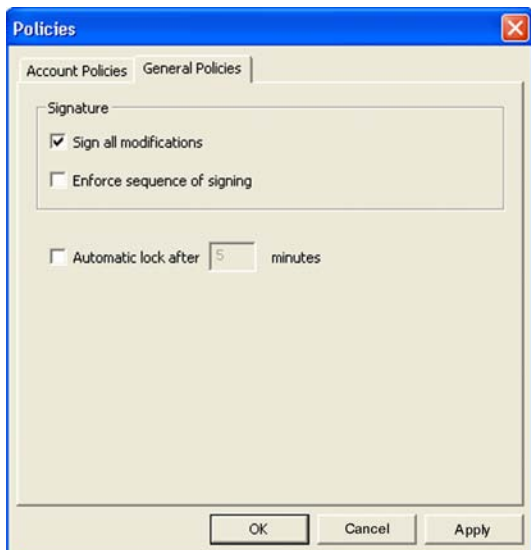 Policies
Account Policies General Policies
Signature
Sign all modifications
Enforce sequence of signing
Automatic lock after 5 minutes
OK Cancel Apply